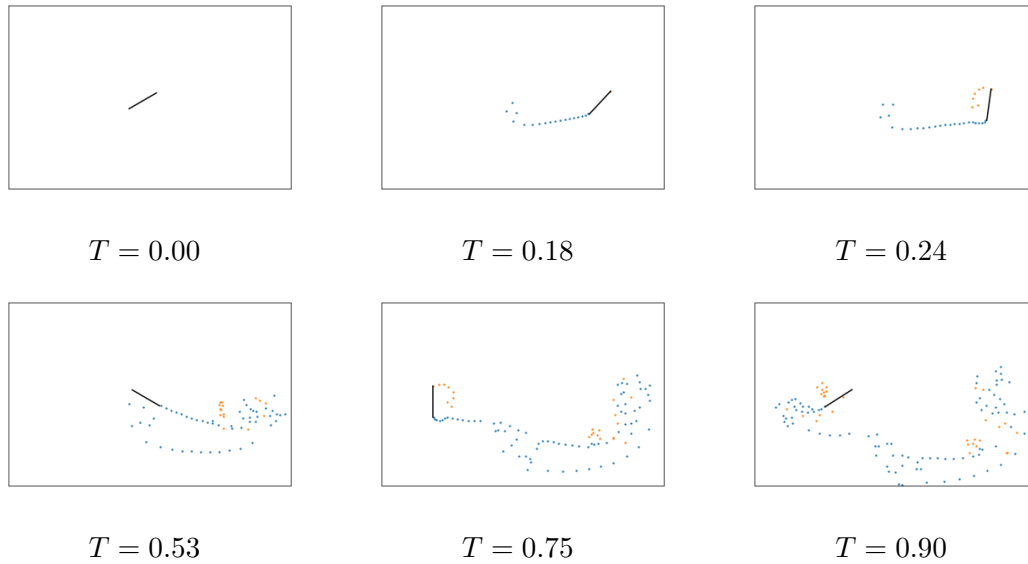 T = 0.00
T = 0.18
T = 0.24
T = 0.53
T = 0.75
T = 0.90